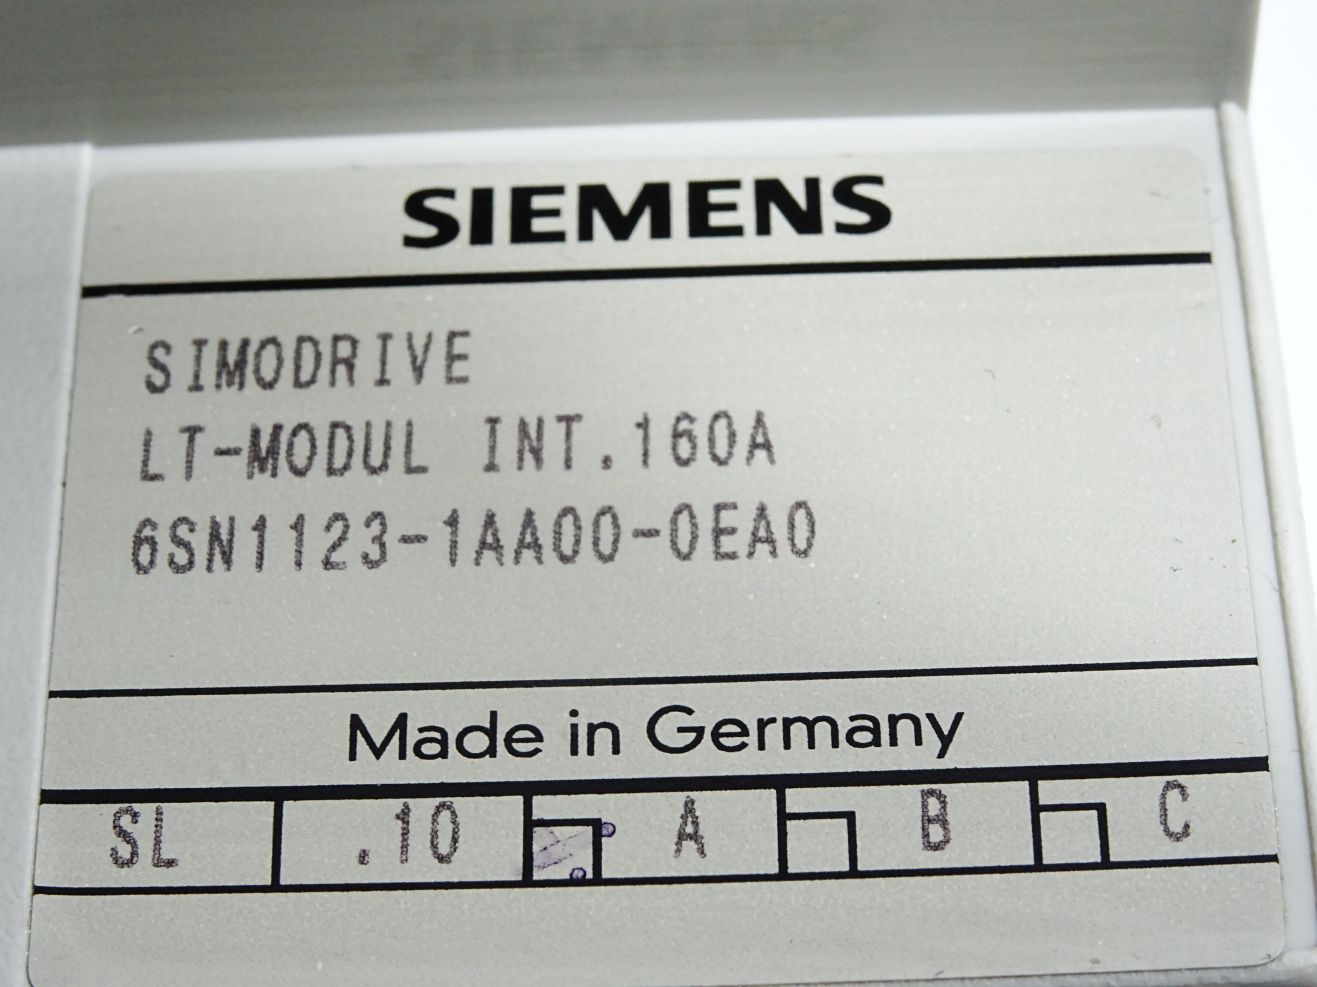 SIEMENS
SIMODRIVE
LT-MODUL INT.160A
6SN1123-1AA00-0EA0
Made in Germany
SL .10 A B C